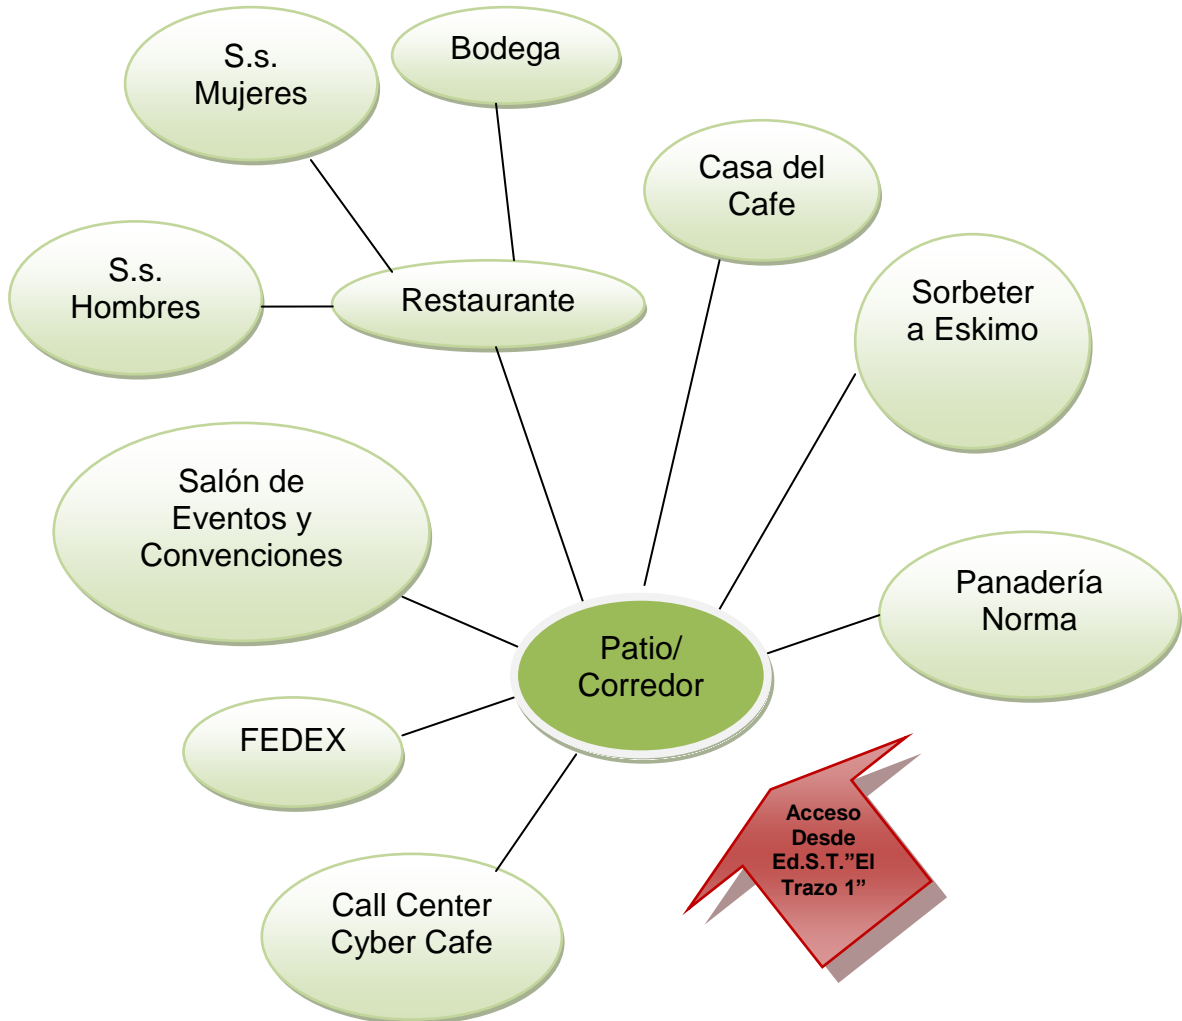 S.s.
Mujeres
Bodega
Casa del
Cafe
S.s.
Hombres
Restaurante
Sorbeter
a Eskimo
Salón de
Eventos y
Convenciones
Panadería
Norma
Patio/
Corredor
FEDEX
Acceso
Desde
Ed.S.T.”El
Trazo 1”
Call Center
Cyber Cafe